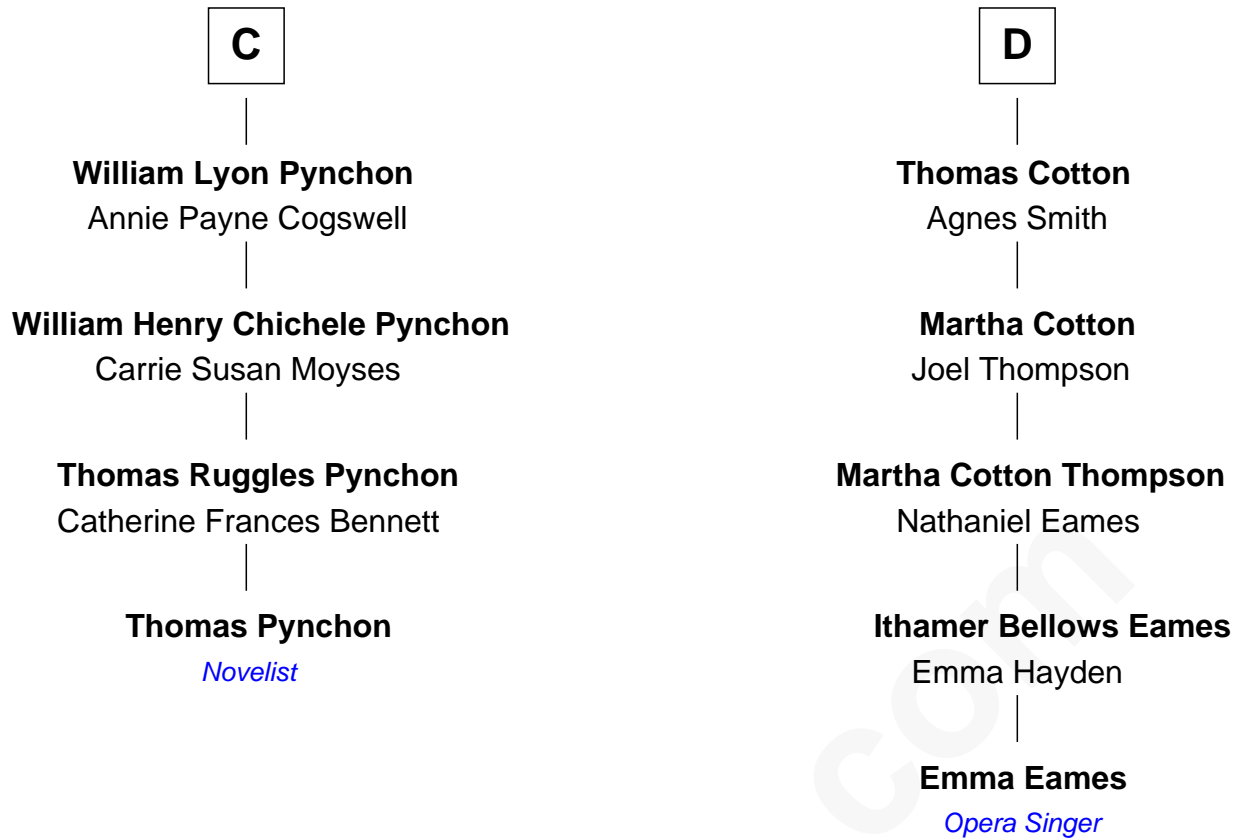 C
William Lyon Pynchon
Annie Payne Cogswell
William Henry Chichele Pynchon
Carrie Susan Moyses
Thomas Ruggles Pynchon
Catherine Frances Bennett
Thomas Pynchon
Novelist
D
Thomas Cotton
Agnes Smith
Martha Cotton
Joel Thompson
Martha Cotton Thompson
Nathaniel Eames
Ithamer Bellows Eames
Emma Hayden
Emma Eames
Opera Singer
com